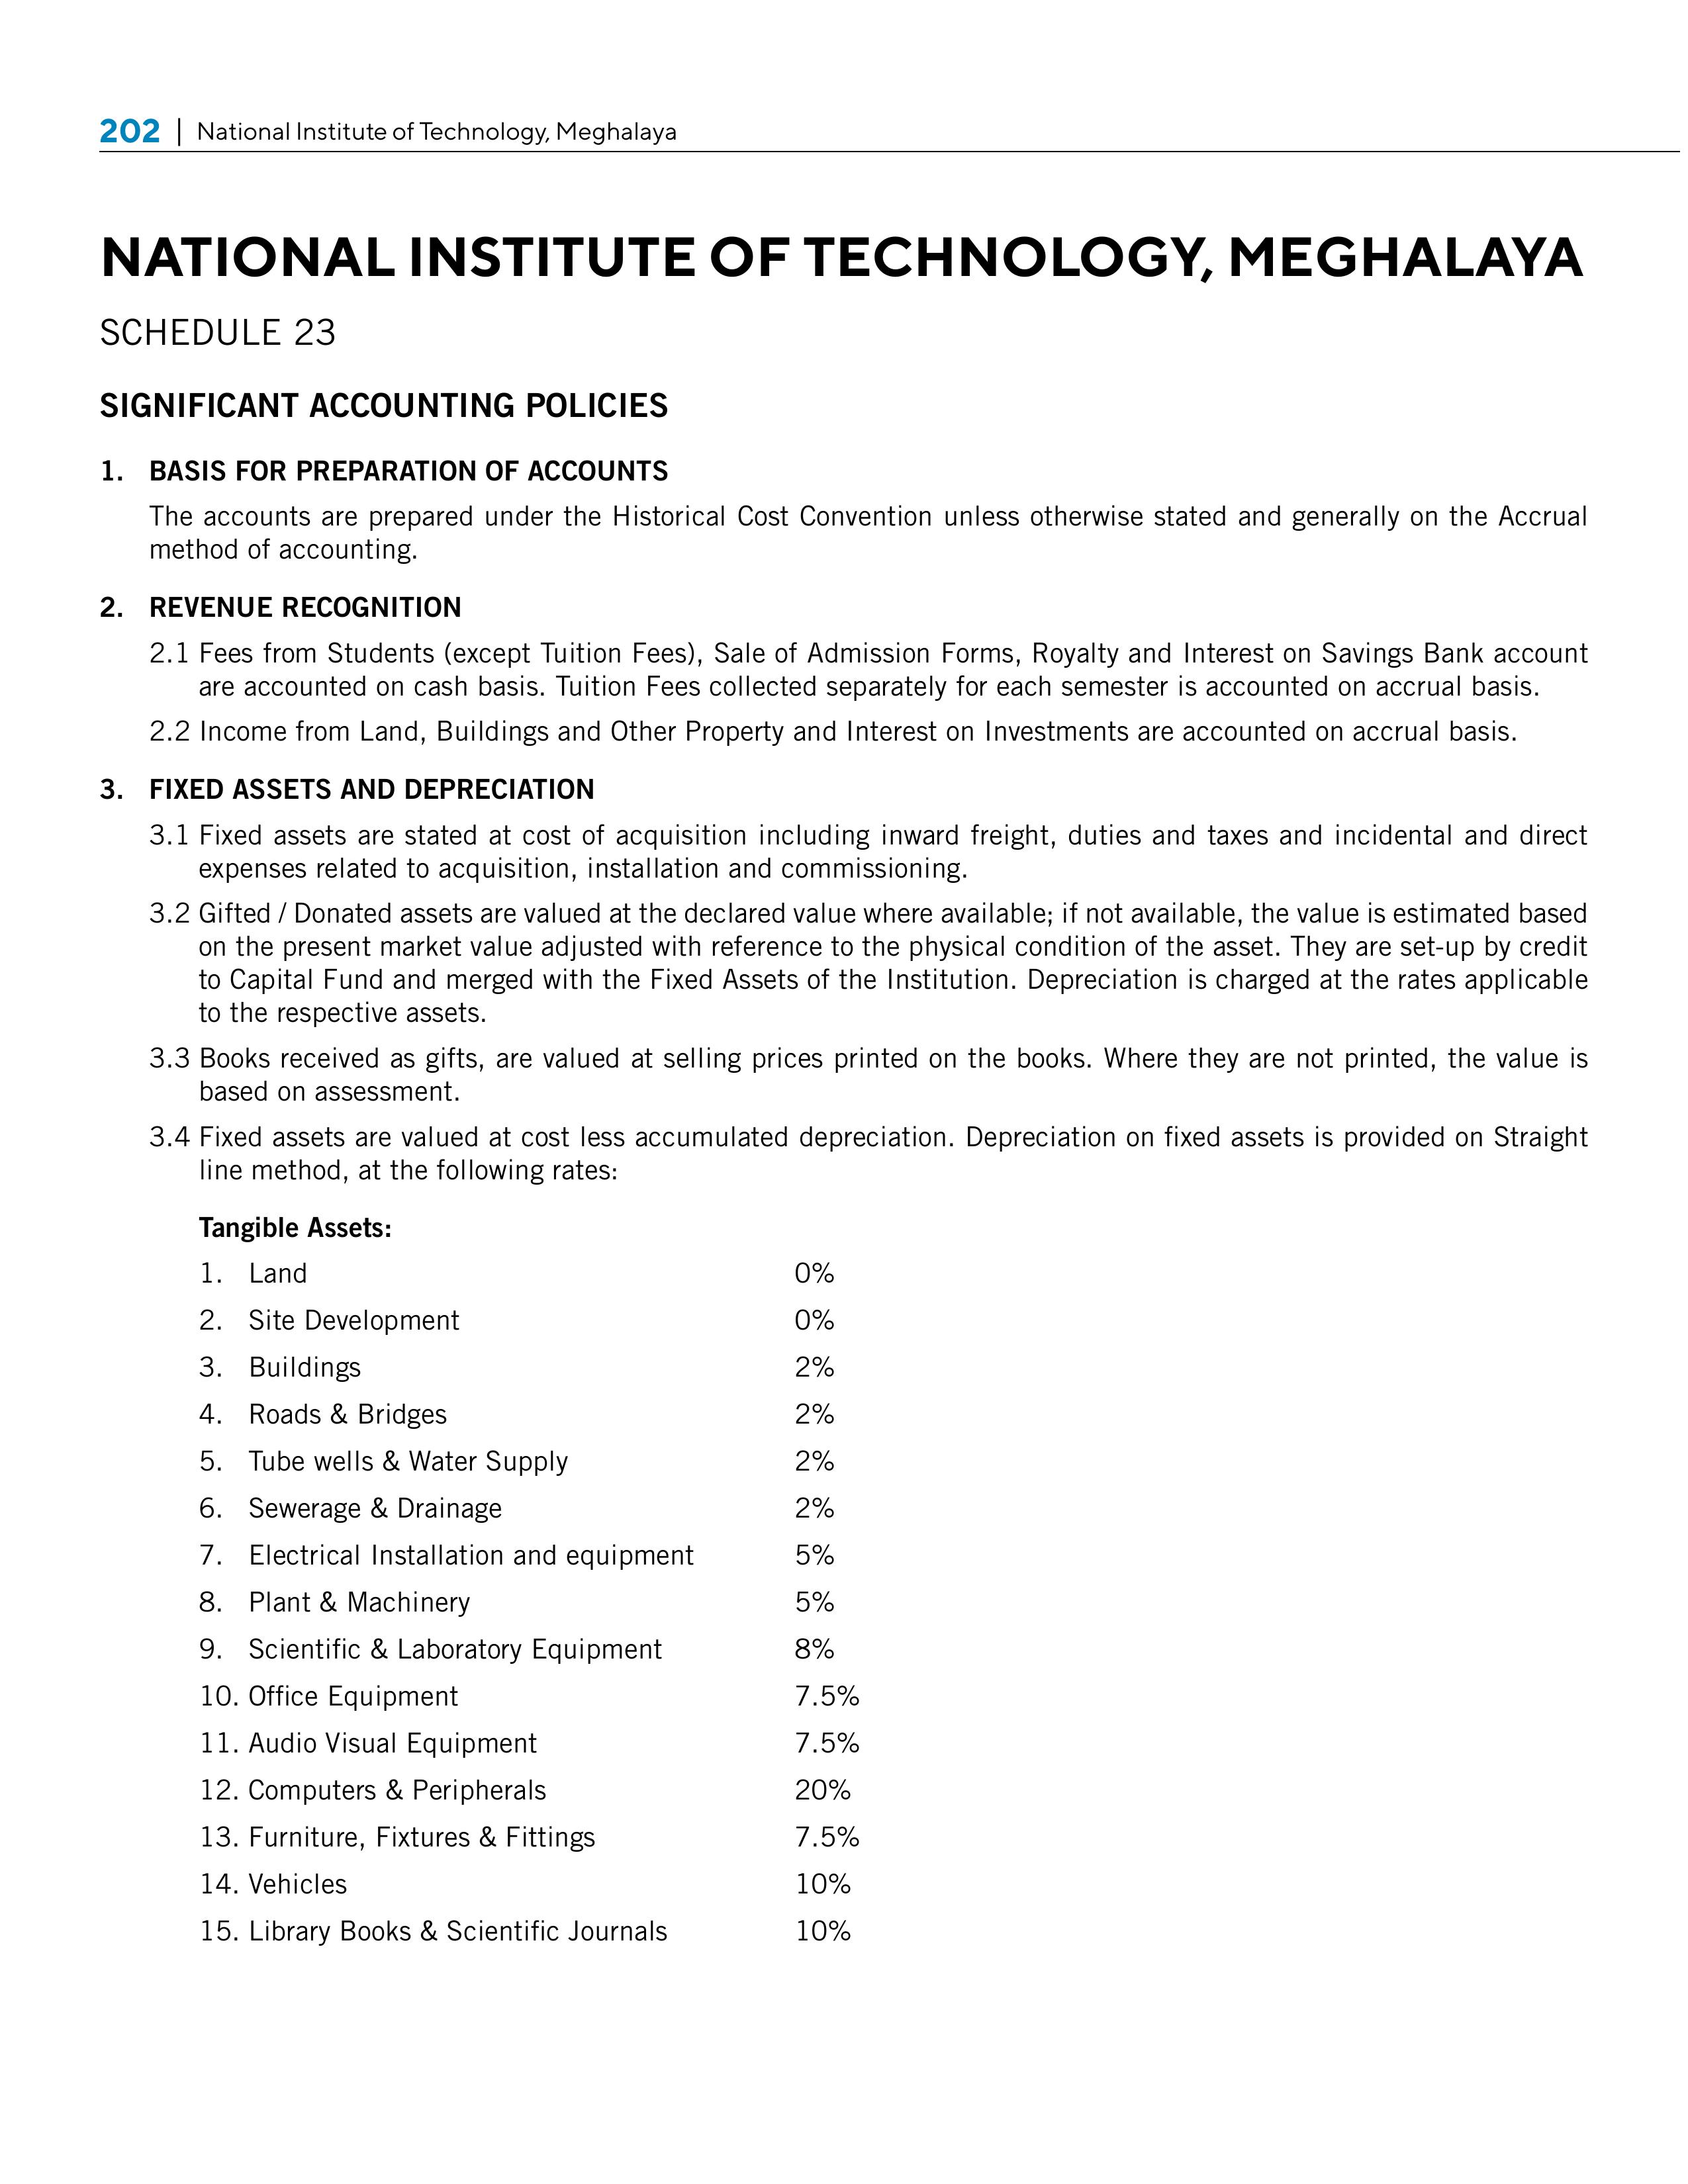 202 | National Institute of Technology, Meghalaya
NATIONAL INSTITUTE OF TECHNOLOGY, MEGHALAYA
SCHEDULE 23
SIGNIFICANT ACCOUNTING POLICIES
1. BASIS FOR PREPARATION OF ACCOUNTS
The accounts are prepared under the Historical Cost Convention unless otherwise stated and generally on the Accrual
method of accounting.
2. REVENUE RECOGNITION
2.1 Fees from Students (except Tuition Fees), Sale of Admission Forms, Royalty and Interest on Savings Bank account
are accounted on cash basis. Tuition Fees collected separately for each semester is accounted on accrual basis.
2.2 Income from Land, Buildings and Other Property and Interest on Investments are accounted on accrual basis.
3. FIXED ASSETS AND DEPRECIATION
3.1 Fixed assets are stated at cost of acquisition including inward freight, duties and taxes and incidental and direct
expenses related to acquisition, installation and commissioning.
3.2 Gifted / Donated assets are valued at the declared value where available; if not available, the value is estimated based
on the present market value adjusted with reference to the physical condition of the asset. They are set-up by credit
to Capital Fund and merged with the Fixed Assets of the Institution. Depreciation is charged at the rates applicable
to the respective assets.
3.3 Books received as gifts, are valued at selling prices printed on the books. Where they are not printed, the value is
based on assessment.
3.4 Fixed assets are valued at cost less accumulated depreciation. Depreciation on fixed assets is provided on Straight
line method, at the following rates:
Tangible Assets:
1. Land 0%
2. Site Development 0%
3. Buildings 2%
4. Roads & Bridges 2%
5. Tube wells & Water Supply 2%
6. Sewerage & Drainage 2%
7. Electrical Installation and equipment 5%
8. Plant & Machinery 5%
9. Scientific & Laboratory Equipment 8%
10. Office Equipment 7.5%
11. Audio Visual Equipment 7.5%
12. Computers & Peripherals 20%
13. Furniture, Fixtures & Fittings 7.5%
14. Vehicles 10%
15. Library Books & Scientific Journals 10%